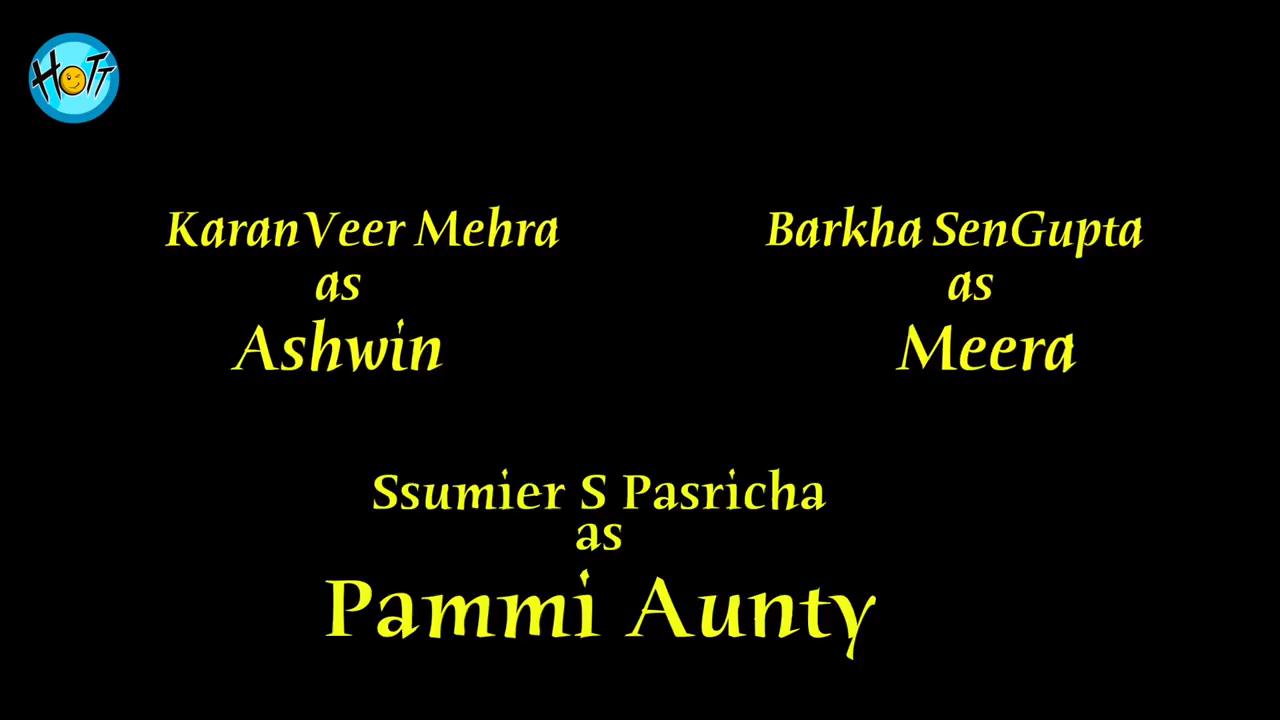 HOTT
KaranVeer Mehra
as
Ashwin
Barkha SenGupta
as
Meera
Ssumier S Pasricha
as
Pammi Aunty